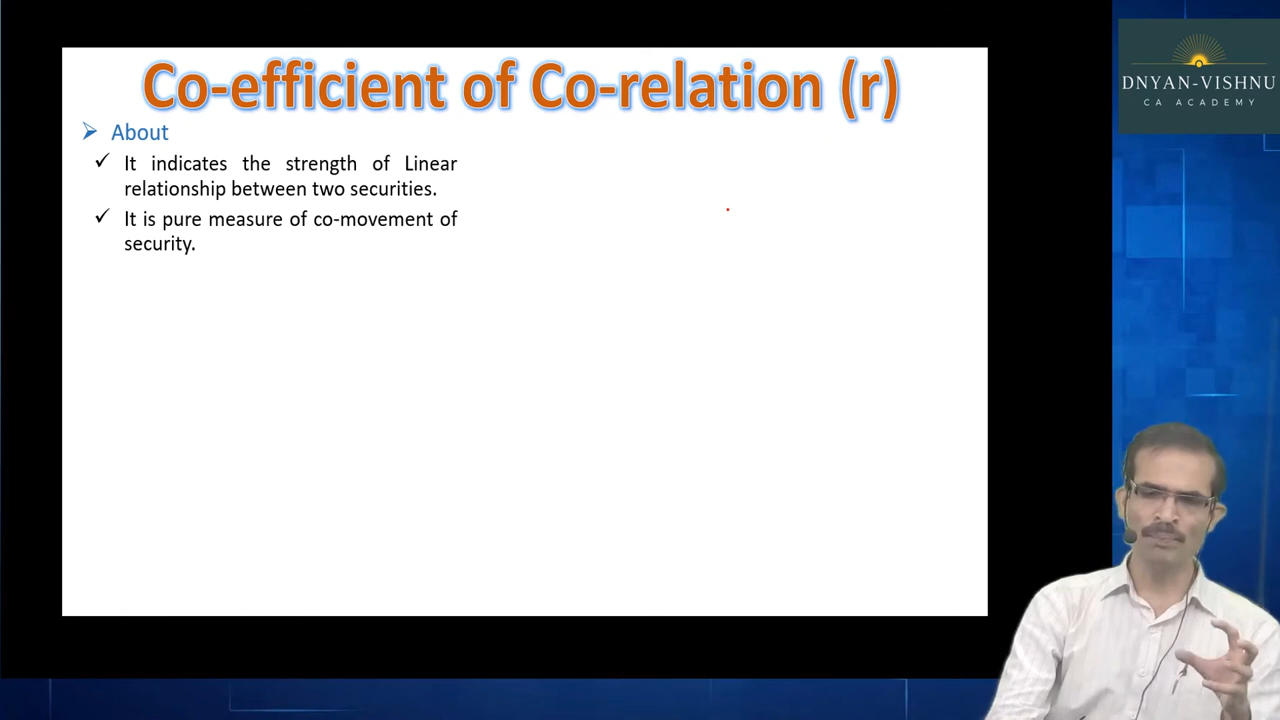 Co-efficient of Co-relation (r)
About
It indicates the strength of Linear
relationship between two securities.
It is pure measure of co-movement of
security.
DNYAN-VISHNU
CA ACADEMY